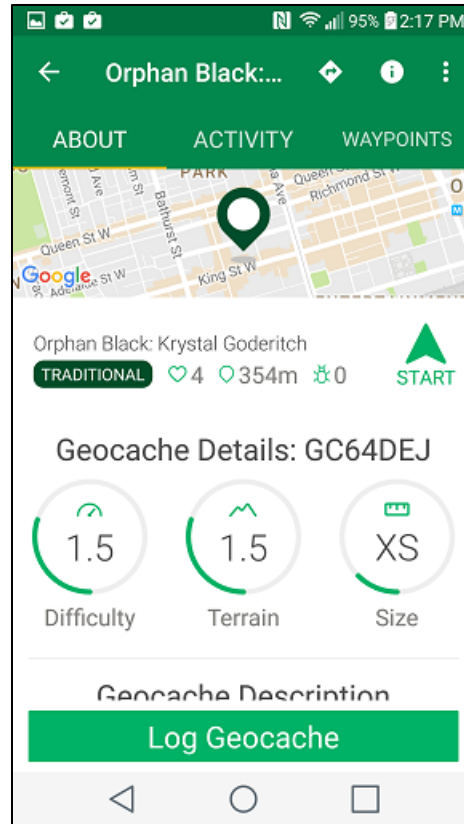 95% 2:17 PM
Orphan Black:...
ABOUT ACTIVITY WAYPOINTS
PARK
Bathurst St
Queen St W
Richmond St W
Queen St W
King St W
Google
Adelaide St W
Orphan Black: Krystal Goderitch
TRADITIONAL 4 354m 0
START
Geocache Details: GC64DEJ
1.5 1.5 XS
Difficulty Terrain Size
Geocache Description
Log Geocache